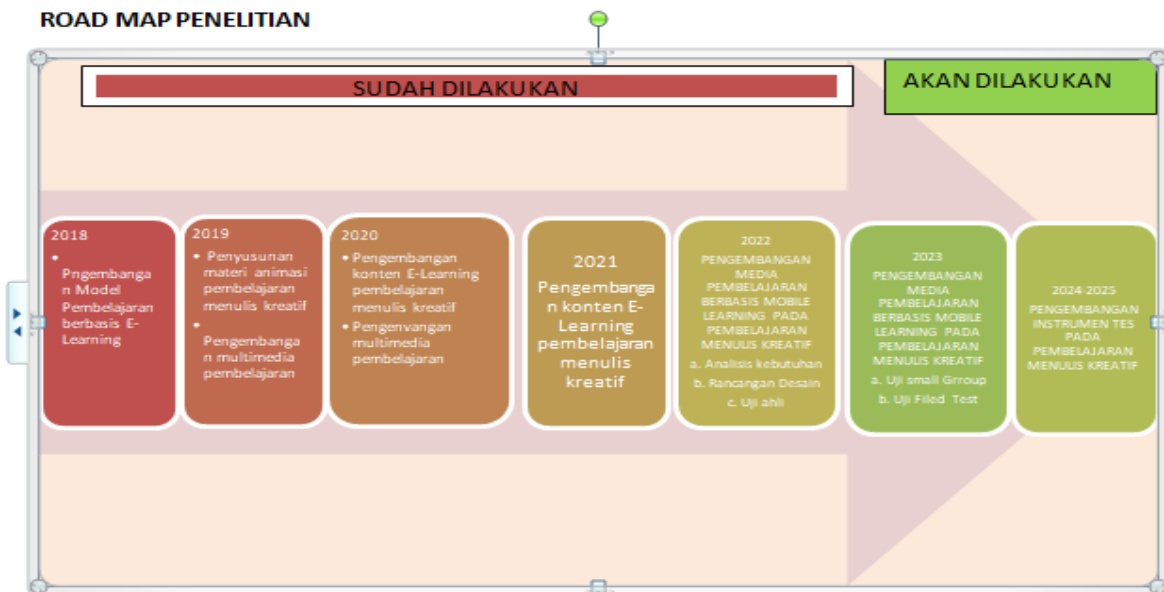 ROAD MAP PENELITIAN
SUDAH DILAKUKAN
AKAN DILAKUKAN
2018
•
Pngembanga
n Model
Pembelajaran
berbasis E-
Learning
2019
• Penyusunan
materi animasi
pembelajaran
menulis kreatif
•
Pengembanga
n multimedia
pembelajaran
2020
• Pengembangan
konten E-Learning
pembelajaran
menulis kreatif
• Pengenvangan
multimedia
pembelajaran
2021
Pengembanga
n konten E-
Learning
pembelajaran
menulis
kreatif
2022
PENGEMBANGAN
MEDIA
PEMBELAJARAN
BERBASIS MOBILE
LEARNING PADA
PEMBELAJARAN
MENULIS KREATIF
a. Analisis kebutuhan
b. Rancangan Desain
c. Uji ahli
2023
PENGEMBANGAN
MEDIA
PEMBELAJARAN
BERBASIS MOBILE
LEARNING PADA
PEMBELAJARAN
MENULIS KREATIF
a. Uji small Grroup
b. Uji Filed Test
2024-2025
PENGEMBANGAN
INSTRUMEN TES
PADA
PEMBELAJARAN
MENULIS KREATIF